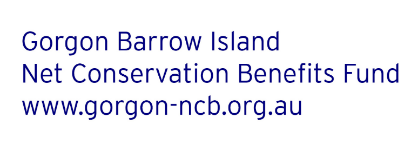 Gorgon Barrow Island
Net Conservation Benefits Fund
www.gorgon-ncb.org.au